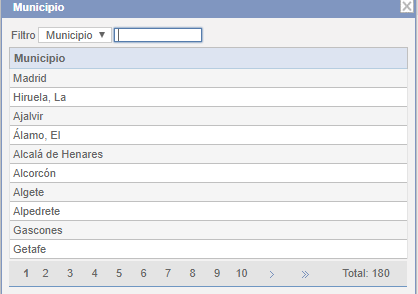 Municipio
Filtro Municipio
Municipio
Madrid
Hiruela, La
Ajalvir
Álamo, El
Alcalá de Henares
Alcorcón
Algete
Alpedrete
Gascones
Getafe
1 2 3 4 5 6 7 8 9 10 Total: 180